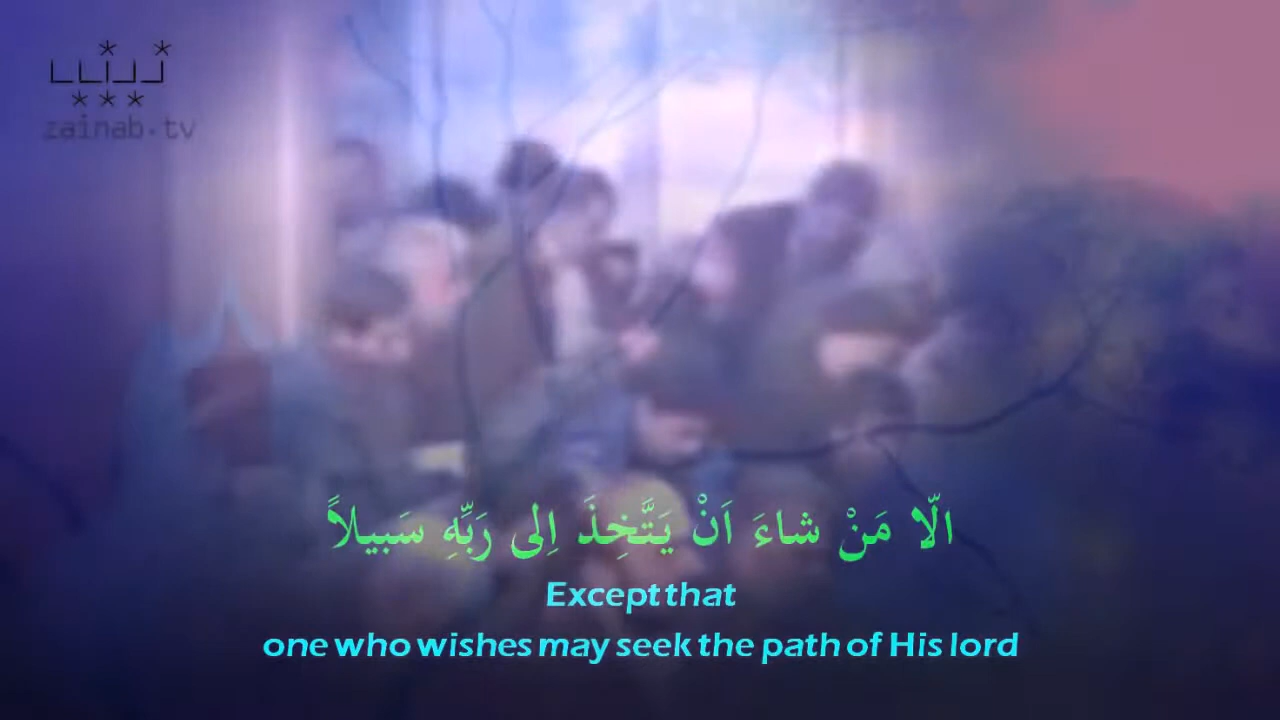 zainab.tv
الّا مَنْ شاءَ اَنْ يَتَّخِذَ اِلى رَبِّهِ سَبيلاً
Except that
one who wishes may seek the path of His lord